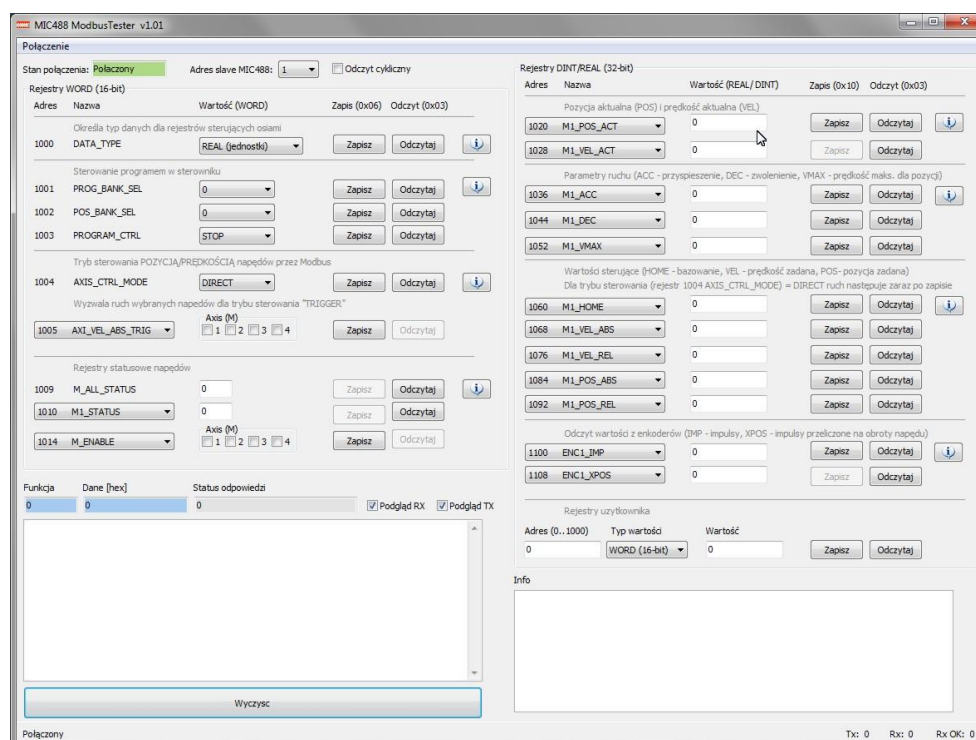 MIC488 ModbusTester v1.01
Połączenie
Stan połączenia: Połaczony Adres slave MIC488: 1 Odczyt cykliczny
Rejestry WORD (16-bit)
Adres Nazwa Wartość (WORD) Zapis (0x06) Odczyt (0x03)
Określa typ danych dla rejestrów sterujących osiami
1000 DATA_TYPE REAL (jednostki) Zapisz Odczytaj
Sterowanie programem w sterowniku
1001 PROG_BANK_SEL 0 Zapisz Odczytaj
1002 POS_BANK_SEL 0 Zapisz Odczytaj
1003 PROGRAM_CTRL STOP Zapisz Odczytaj
Tryb sterowania POZYCJĄ/PRĘDKOŚCIĄ napędów przez Modbus
1004 AXIS_CTRL_MODE DIRECT Zapisz Odczytaj
Wyzwala ruch wybranych napedów dla trybu sterowania "TRIGGER"
Axis (M)
1005 AXI_VEL_ABS_TRIG 1 2 3 4 Zapisz Odczytaj
Rejestry statusowe napędów
1009 M_ALL_STATUS 0 Zapisz Odczytaj
1010 M1_STATUS 0 Zapisz Odczytaj
Axis (M)
1014 M_ENABLE 1 2 3 4 Zapisz Odczytaj
Funkcja Dane [hex] Status odpowiedzi
0 0 0 Podgląd RX Podgląd TX
Wyczysc
Rejestry DINT/REAL (32-bit)
Adres Nazwa Wartość (REAL/DINT) Zapis (0x10) Odczyt (0x03)
Pozycja aktualna (POS) i prędkość aktualna (VEL)
1020 M1_POS_ACT 0 Zapisz Odczytaj
1028 M1_VEL_ACT 0 Zapisz Odczytaj
Parametry ruchu (ACC - przyspieszenie, DEC - zwolenienie, VMAX - prędkość maks. dla pozycji)
1036 M1_ACC 0 Zapisz Odczytaj
1044 M1_DEC 0 Zapisz Odczytaj
1052 M1_VMAX 0 Zapisz Odczytaj
Wartości sterujące (HOME - bazowanie, VEL - prędkość zadana, POS- pozycja zadana)
Dla trybu sterowania (rejestr 1004 AXIS_CTRL_MODE) = DIRECT ruch następuje zaraz po zapisie
1060 M1_HOME 0 Zapisz Odczytaj
1068 M1_VEL_ABS 0 Zapisz Odczytaj
1076 M1_VEL_REL 0 Zapisz Odczytaj
1084 M1_POS_ABS 0 Zapisz Odczytaj
1092 M1_POS_REL 0 Zapisz Odczytaj
Odczyt wartości z enkoderów (IMP - impulsy, XPOS - impulsy przeliczone na obroty napędu)
1100 ENC1_IMP 0 Zapisz Odczytaj
1108 ENC1_XPOS 0 Zapisz Odczytaj
Rejestry uzytkownika
Adres (0..1000) Typ wartości Wartość
0 WORD (16-bit) 0 Zapisz Odczytaj
Info
Połączony Tx: 0 Rx: 0 Rx OK: 0